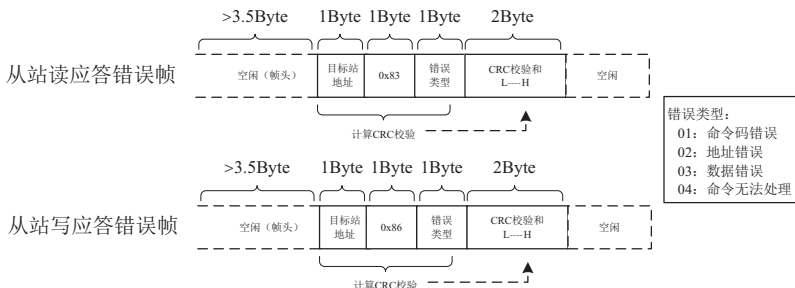 >3.5Byte 1Byte 1Byte 1Byte 2Byte
从站读应答错误帧
空闲（帧头）
目标站
地址
0x83
错误
类型
CRC校验和
L----H
空闲
计算CRC校验
错误类型：
01：命令码错误
02：地址错误
03：数据错误
04：命令无法处理
>3.5Byte 1Byte 1Byte 1Byte 2Byte
从站写应答错误帧
空闲（帧头）
目标站
地址
0x86
错误
类型
CRC校验和
L----H
空闲
计算CRC校验